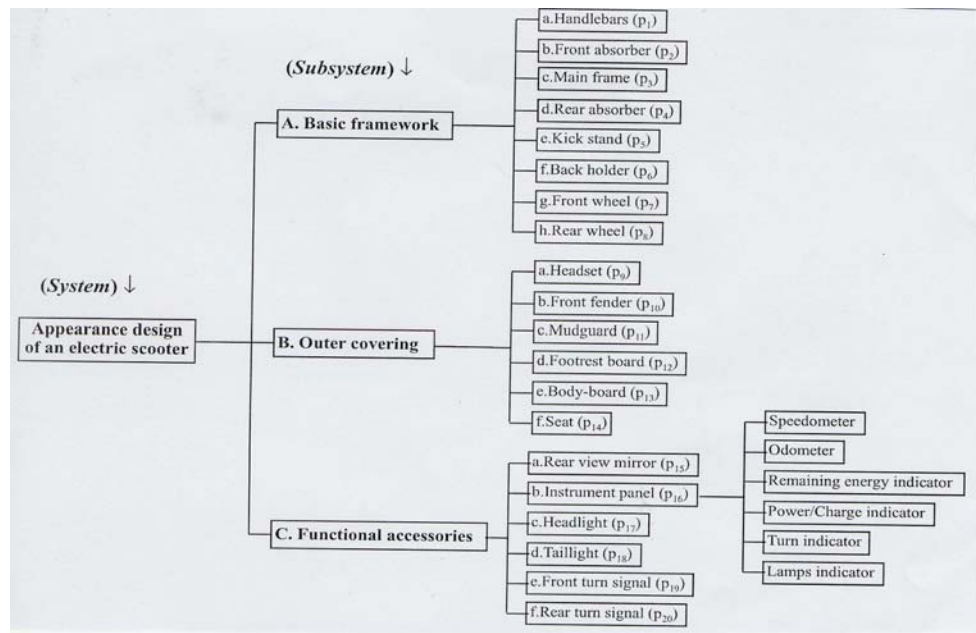 (Subsystem) ↓
(System) ↓
Appearance design
of an electric scooter
A. Basic framework
a.Handlebars (p1)
b.Front absorber (p2)
c.Main frame (p3)
d.Rear absorber (p4)
e.Kick stand (p5)
f.Back holder (p6)
g.Front wheel (p7)
h.Rear wheel (p8)
B. Outer covering
a.Headset (p9)
b.Front fender (p10)
c.Mudguard (p11)
d.Footrest board (p12)
e.Body-board (p13)
f.Seat (p14)
C. Functional accessories
a.Rear view mirror (p15)
b.Instrument panel (p16)
c.Headlight (p17)
d.Taillight (p18)
e.Front turn signal (p19)
f.Rear turn signal (p20)
Speedometer
Odometer
Remaining energy indicator
Power/Charge indicator
Turn indicator
Lamps indicator